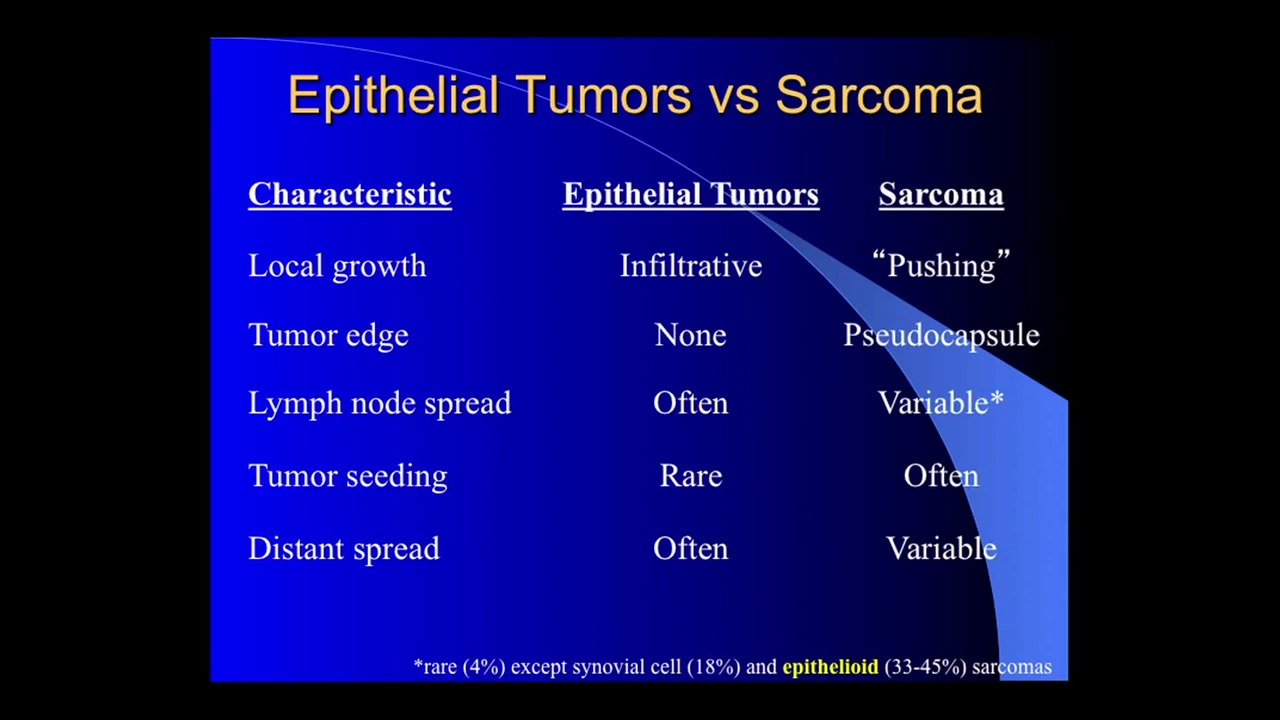 Epithelial Tumors vs Sarcoma
Characteristic Epithelial Tumors Sarcoma
Local growth Infiltrative “Pushing”
Tumor edge None Pseudocapsule
Lymph node spread Often Variable*
Tumor seeding Rare Often
Distant spread Often Variable
*rare (4%) except synovial cell (18%) and epithelioid (33-45%) sarcomas